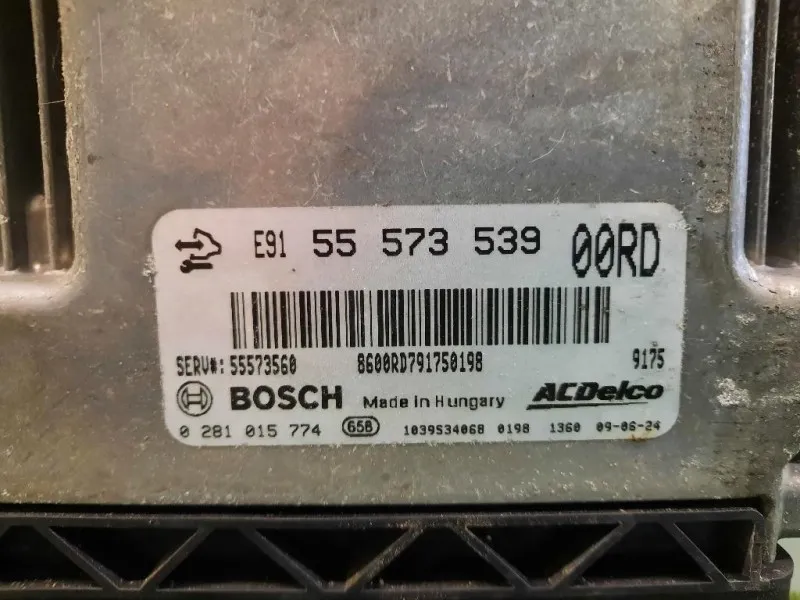 E91 55 573 539 00RD
SERV#: 55573560 8600RD791750198 9175
BOSCH Made in Hungary ACDelco
0 281 015 774 658 1039S34068 0198 1360 09-06-24